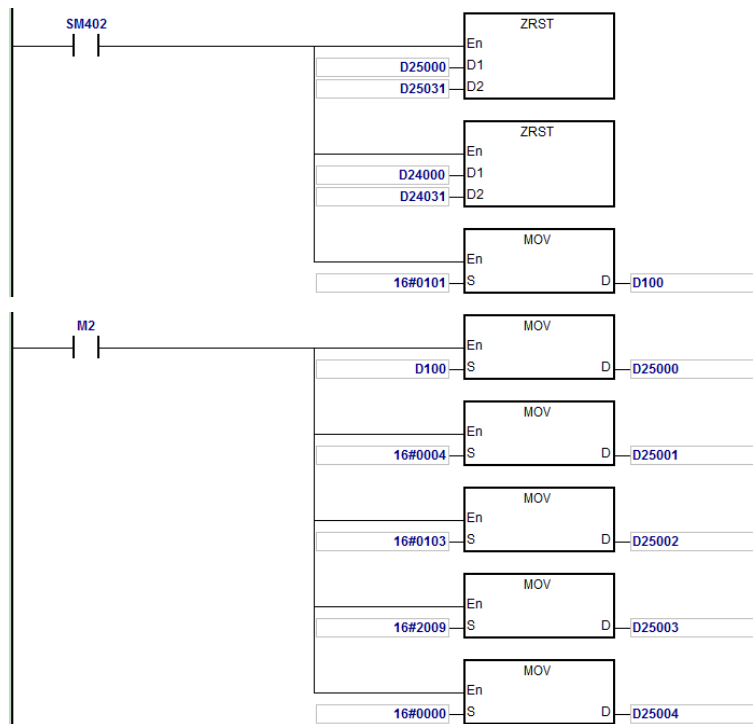 SM402
ZRST
En
D25000 D1
D25031 D2
ZRST
En
D24000 D1
D24031 D2
MOV
En
16#0101 S D D100
M2
MOV
En
D100 S D D25000
MOV
En
16#0004 S D D25001
MOV
En
16#0103 S D D25002
MOV
En
16#2009 S D D25003
MOV
En
16#0000 S D D25004